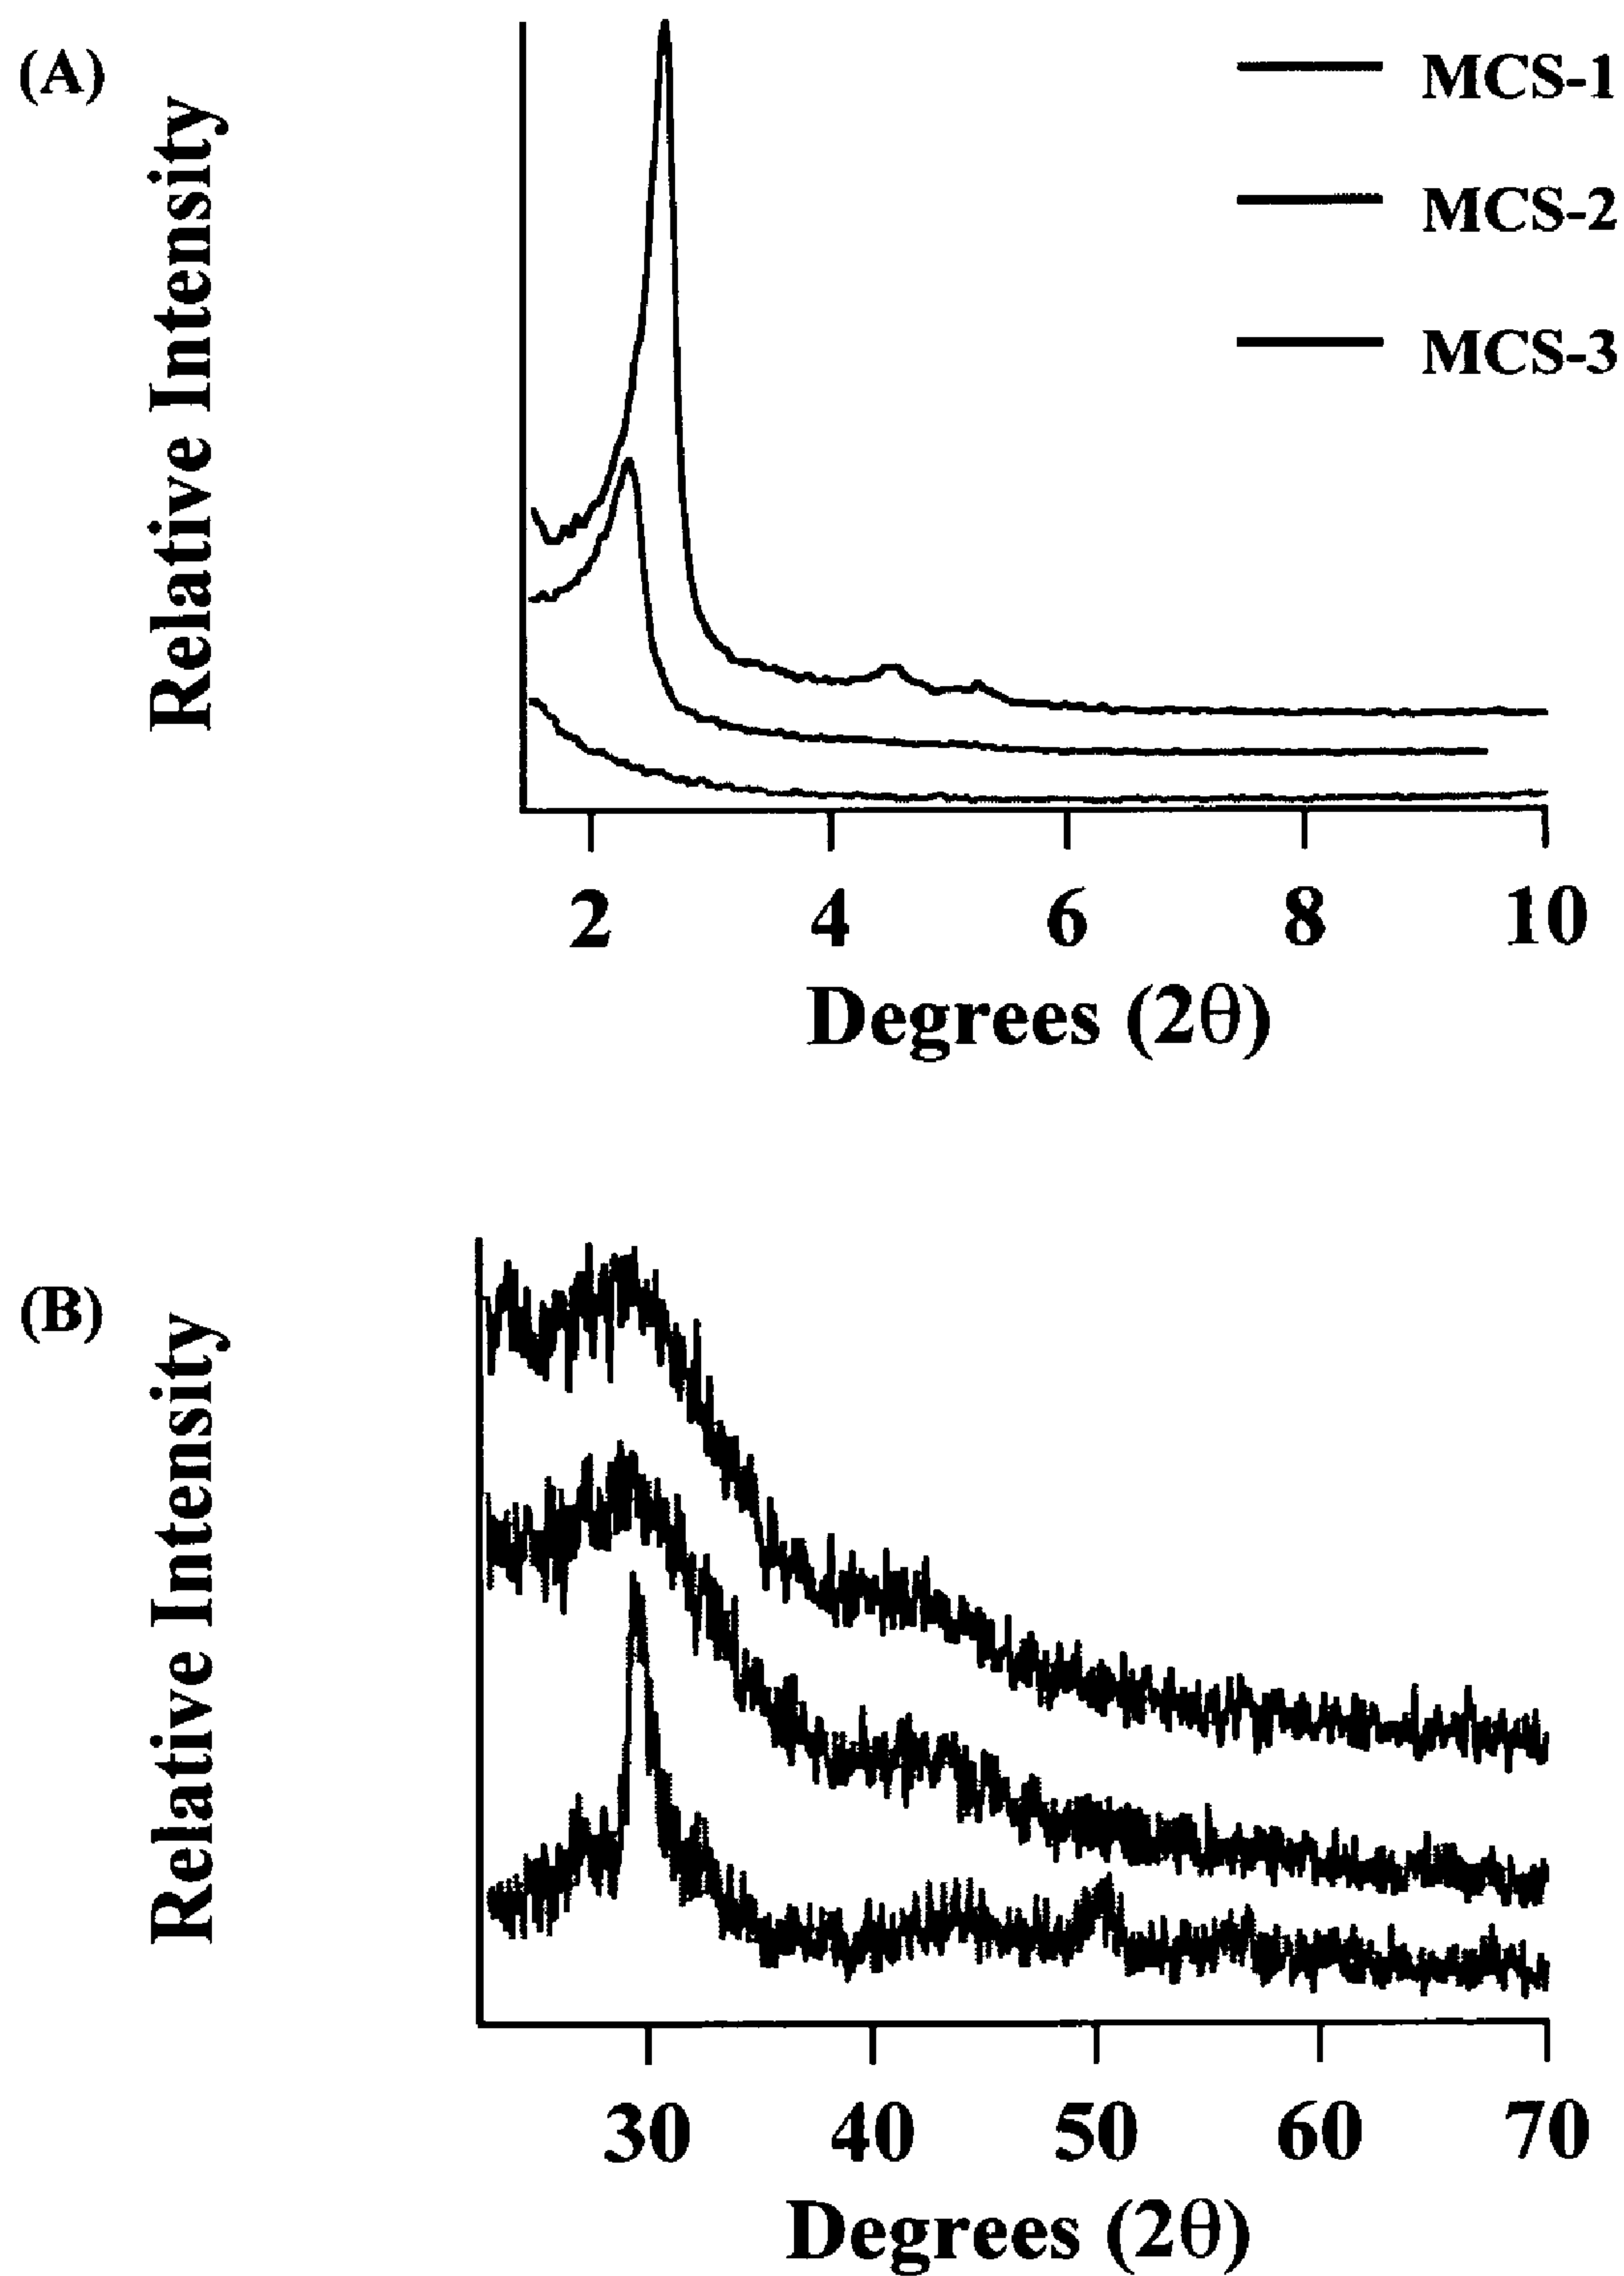 (A)
Relative Intensity
MCS-1
MCS-2
MCS-3
2 4 6 8 10
Degrees (2θ)
(B)
Relative Intensity
30 40 50 60 70
Degrees (2θ)